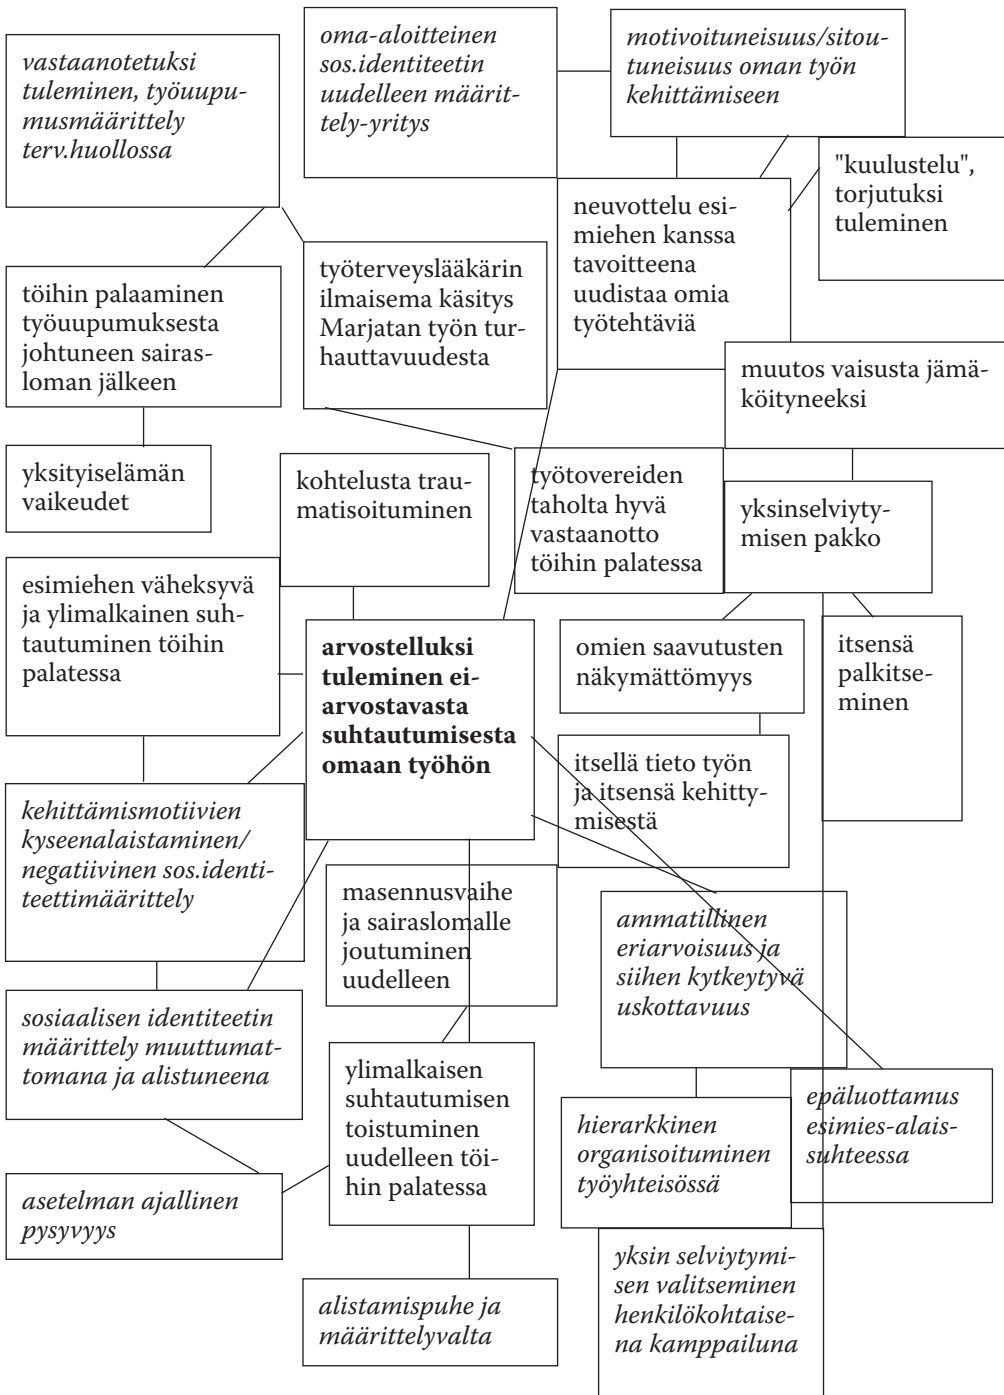 vastaanotetuksi
tuleminen, työuupu-
musmäärittely
terv.huollossa
oma-aloitteinen
sos.identiteetin
uudelleen määrit-
tely-yritys
motivoituneisuus/sitou-
tuneisuus oman työn
kehittämiseen
"kuulustelu",
torjutuksi
tuleminen
neuvottelu esi-
miehen kanssa
tavoitteena
uudistaa omia
työtehtäviä
töihin palaaminen
työuupumuksesta
johtuneen sairas-
loman jälkeen
työterveyslääkärin
ilmaisema käsitys
Marjatan työn tur-
hauttavuudesta
muutos vaisusta jämä-
köityneeksi
yksityiselämän
vaikeudet
kohtelusta trau-
matisoituminen
työtovereiden
taholta hyvä
vastaanotto
töihin palatessa
yksinselviyty-
misen pakko
esimiehen väheksyvä
ja ylimalkainen suh-
tautuminen töihin
palatessa
arvostelluksi
tuleminen ei-
arvostavasta
suhtautumisesta
omaan työhön
omien saavutusten
näkymättömyys
itsensä
palkitse-
minen
itsellä tieto työn
ja itsensä kehitty-
misestä
kehittämismotiivien
kyseenalaistaminen/
negatiivinen sos.identi-
teettimäärittely
masennusvaihe
ja sairaslomalle
joutuminen
uudelleen
ammatillinen
eriarvoisuus ja
siihen kytkeytyvä
uskottavuus
sosiaalisen identiteetin
määrittely muuttumat-
tomana ja alistuneena
ylimalkaisen
suhtautumisen
toistuminen
uudelleen töi-
hin palatessa
hierarkkinen
organisoituminen
työyhteisössä
epäluottamus
esimies-alais-
suhteessa
asetelman ajallinen
pysyvyys
yksin selviytymi-
sen valitseminen
henkilökohtaise-
na kamppailuna
alistamispuhe ja
määrittelyvalta